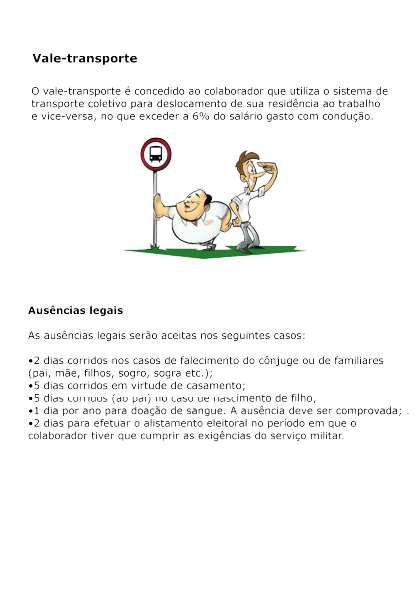 Vale-transporte
O vale-transporte é concedido ao colaborador que utiliza o sistema de
transporte coletivo para deslocamento de sua residência ao trabalho
e vice-versa, no que exceder a 6% do salário gasto com condução.
Ausências legais
As ausências legais serão aceitas nos seguintes casos:
•2 dias corridos nos casos de falecimento do cônjuge ou de familiares
(pai, mãe, filhos, sogro, sogra etc.);
•5 dias corridos em virtude de casamento;
•5 dias corridos (ao pai) no caso de nascimento de filho,
•1 dia por ano para doação de sangue. A ausência deve ser comprovada; .
•2 dias para efetuar o alistamento eleitoral no período em que o
colaborador tiver que cumprir as exigências do serviço militar.